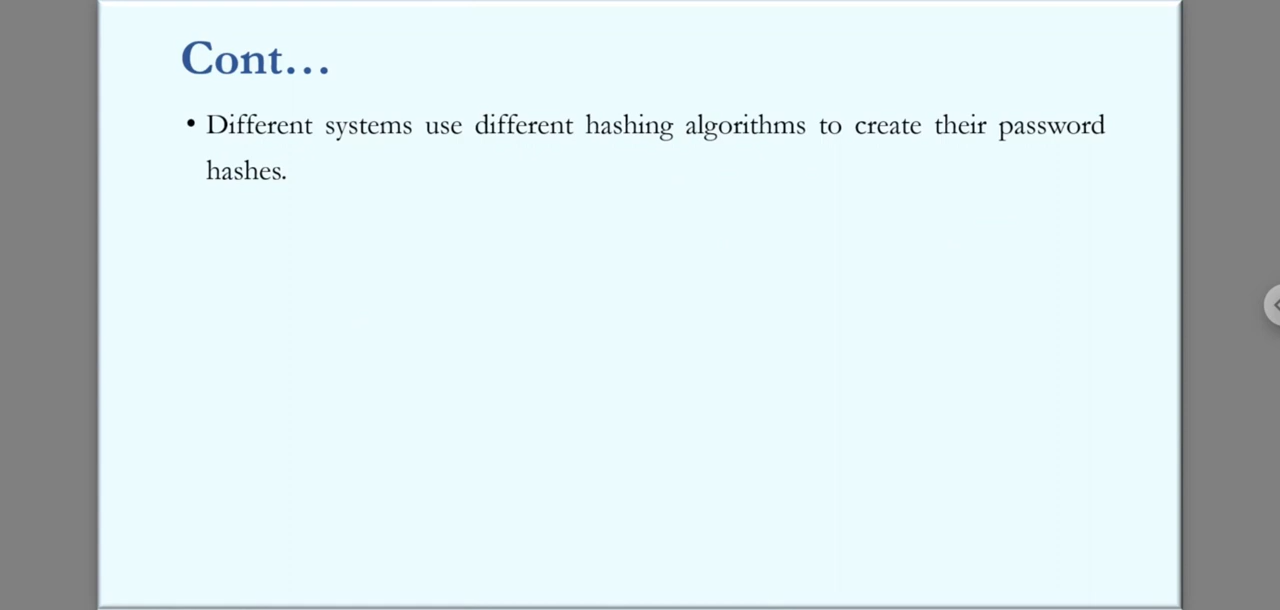 Cont…
• Different systems use different hashing algorithms to create their password
hashes.